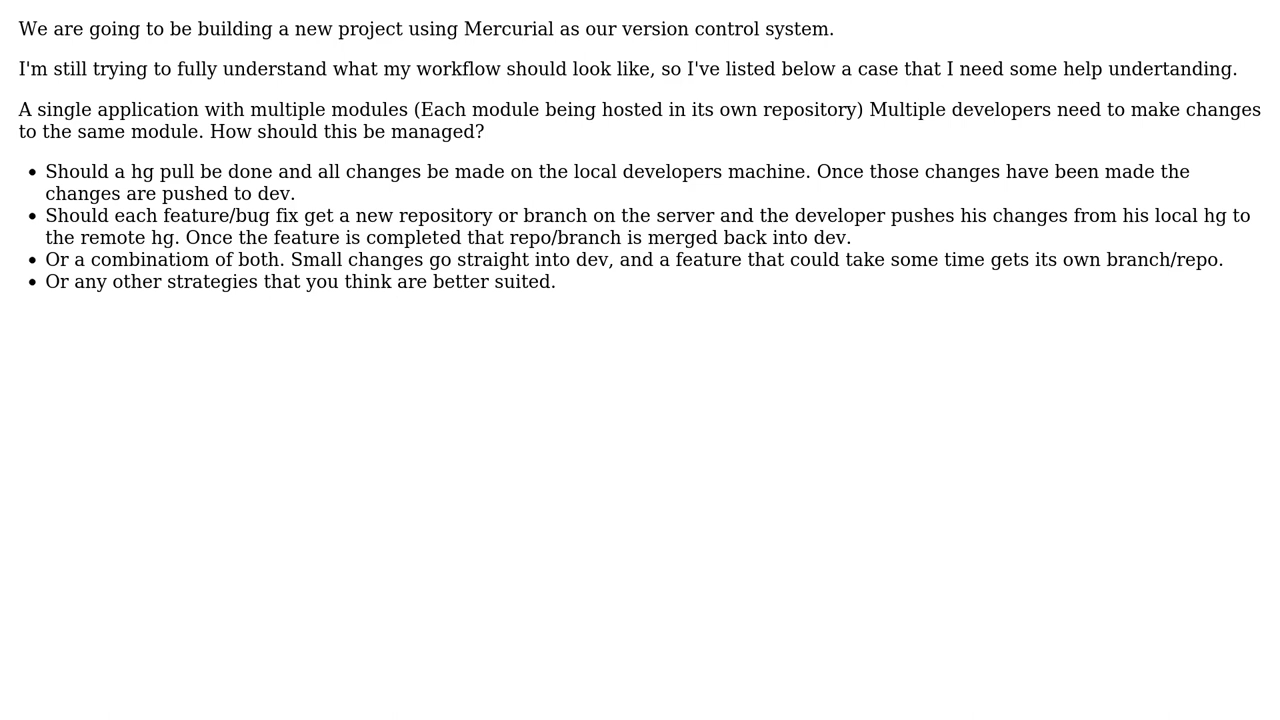 We are going to be building a new project using Mercurial as our version control system.
I'm still trying to fully understand what my workflow should look like, so I've listed below a case that I need some help undertanding.
A single application with multiple modules (Each module being hosted in its own repository) Multiple developers need to make changes
to the same module. How should this be managed?
• Should a hg pull be done and all changes be made on the local developers machine. Once those changes have been made the
changes are pushed to dev.
• Should each feature/bug fix get a new repository or branch on the server and the developer pushes his changes from his local hg to
the remote hg. Once the feature is completed that repo/branch is merged back into dev.
• Or a combinatiom of both. Small changes go straight into dev, and a feature that could take some time gets its own branch/repo.
• Or any other strategies that you think are better suited.